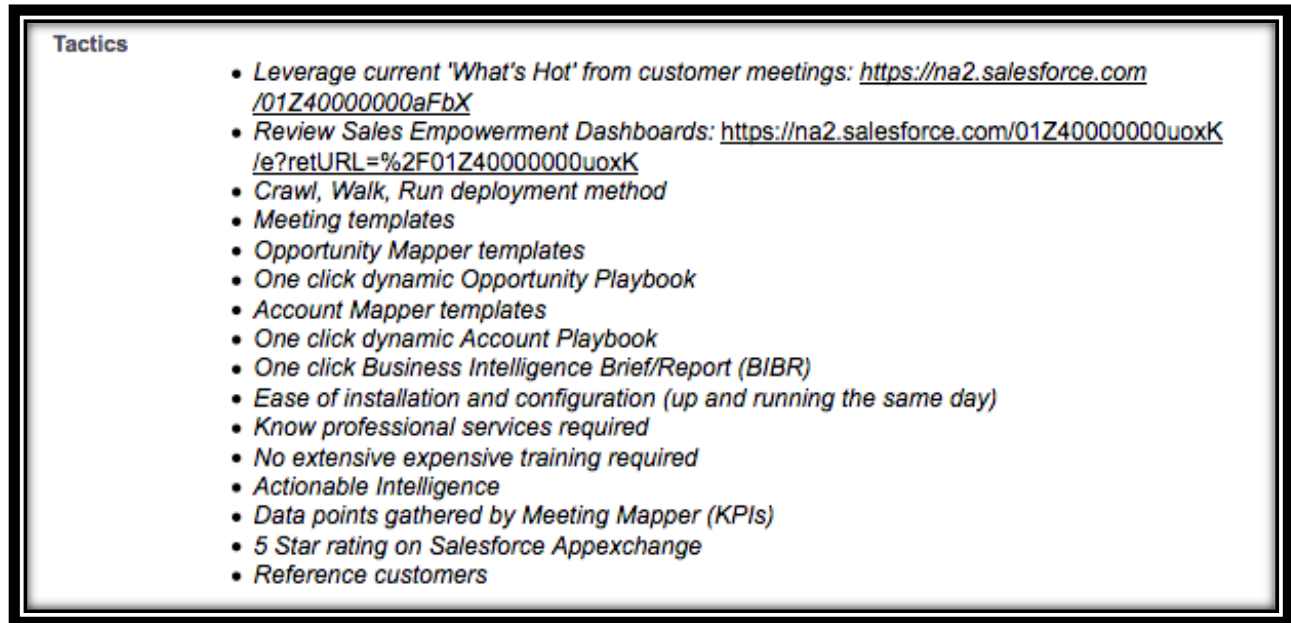 Tactics
• Leverage current 'What's Hot' from customer meetings: https://na2.salesforce.com
/01Z40000000aFbX
• Review Sales Empowerment Dashboards: https://na2.salesforce.com/01Z40000000uoxK
/e?retURL=%2F01Z40000000uoxK
• Crawl, Walk, Run deployment method
• Meeting templates
• Opportunity Mapper templates
• One click dynamic Opportunity Playbook
• Account Mapper templates
• One click dynamic Account Playbook
• One click Business Intelligence Brief/Report (BIBR)
• Ease of installation and configuration (up and running the same day)
• Know professional services required
• No extensive expensive training required
• Actionable Intelligence
• Data points gathered by Meeting Mapper (KPIs)
• 5 Star rating on Salesforce Appexchange
• Reference customers